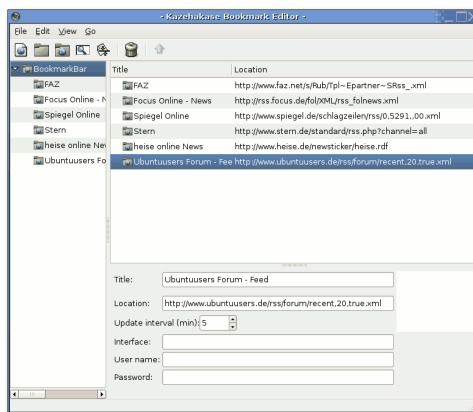 - Kazehakase Bookmark Editor -
File Edit View Go
BookmarkBar
FAZ
Focus Online - N
Spiegel Online
Stern
heise online Nev
Ubuntuusers Fo
Title Location
FAZ http://www.faz.net/s/Rub/Tpl~Epartner~SRss_.xml
Focus Online - News http://rss.focus.de/fol/XML/rss_folnews.xml
Spiegel Online http://www.spiegel.de/schlagzeilen/rss/0,5291,,00.xml
Stern http://www.stern.de/standard/rss.php?channel=all
heise online News http://www.heise.de/newsticker/heise.rdf
Ubuntuusers Forum - Fee http://www.ubuntuusers.de/rss/forum/recent,20,true.xml
Title: Ubuntuusers Forum - Feed
Location: http://www.ubuntuusers.de/rss/forum/recent,20,true.xml
Update interval (min): 5
Interface:
User name:
Password: